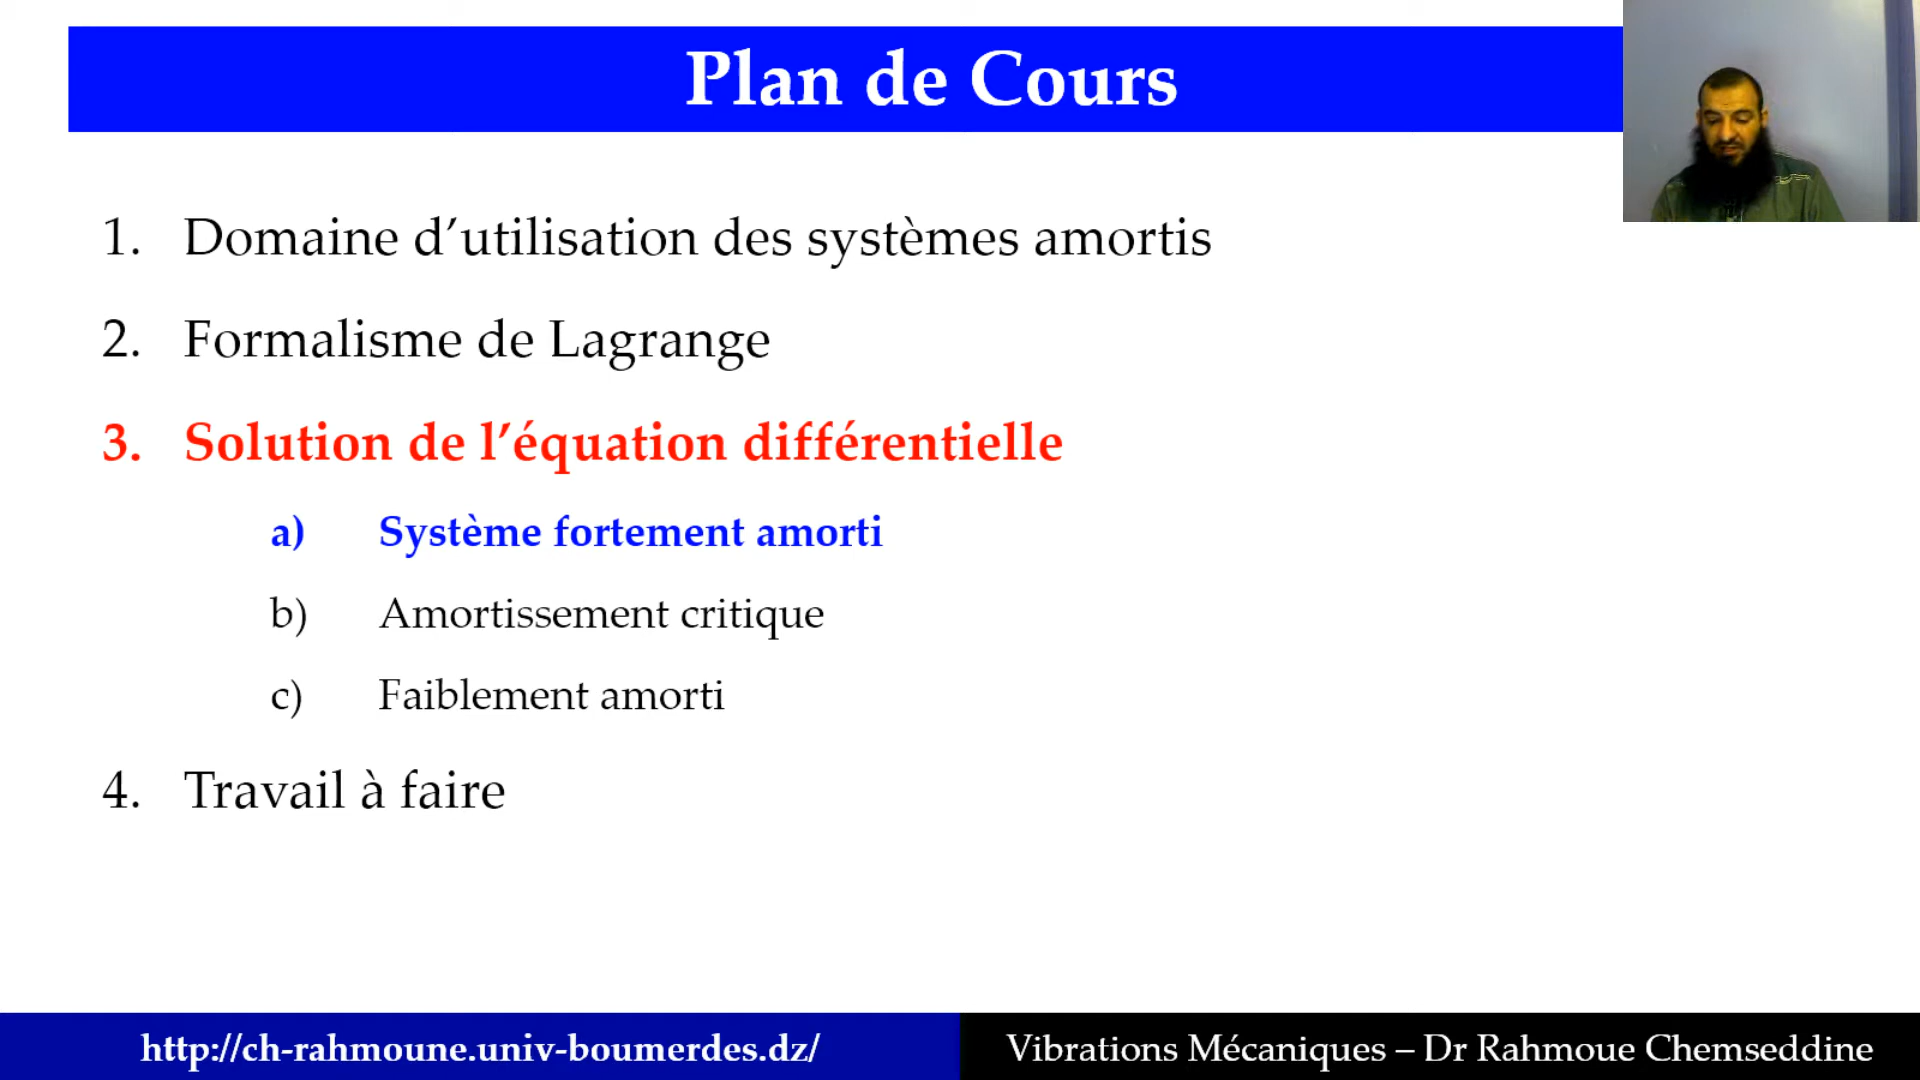 Plan de Cours
1. Domaine d’utilisation des systèmes amortis
2. Formalisme de Lagrange
3. Solution de l’équation différentielle
a) Système fortement amorti
b) Amortissement critique
c) Faiblement amorti
4. Travail à faire
http://ch-rahmoune.univ-boumerdes.dz/
Vibrations Mécaniques – Dr Rahmoue Chemseddine